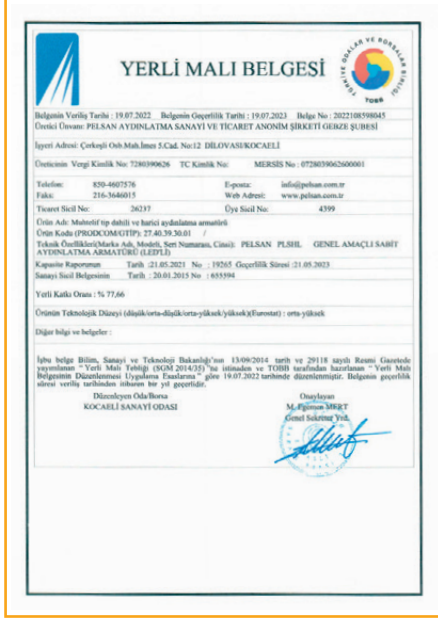 YERLİ MALI BELGESİ
TÜRKİYE ODALAR VE BORSALAR BİRLİĞİ
TOBB
Belgenin Veriliş Tarihi : 19.07.2022 Belgenin Geçerlilik Tarihi : 19.07.2023 Belge No : 2022108598045
Üretici Ünvanı: PELSAN AYDINLATMA SANAYİ VE TİCARET ANONİM ŞİRKETİ GEBZE ŞUBESİ
İşyeri Adresi: Çerkeşli Osb.Mah.İmes 5.Cad. No:12 DİLOVASI/KOCAELİ
Üreticinin Vergi Kimlik No: 7280390626 TC Kimlik No: MERSİS No : 0728039062600001
Telefon: 850-4607576 E-posta: info@pelsan.com.tr
Faks: 216-3646015 Web Adresi: www.pelsan.com.tr
Ticaret Sicil No: 26237 Üye Sicil No: 4399
Ürün Adı: Muhtelif tip dahili ve harici aydınlatma armatürü
Ürün Kodu (PRODCOM/GTİP): 27.40.39.30.01 /
Teknik Özellikleri(Marka Adı, Modeli, Seri Numarası, Cinsi): PELSAN PLSHL GENEL AMAÇLI SABİT
AYDINLATMA ARMATÜRÜ (LED'Lİ)
Kapasite Raporunun Tarih :21.05.2021 No : 19265 Geçerlilik Süresi :21.05.2023
Sanayi Sicil Belgesinin Tarih : 20.01.2015 No : 655594
Yerli Katkı Oranı : % 77,66
Ürünün Teknolojik Düzeyi (düşük/orta-düşük/orta-yüksek/yüksek)(Eurostat) : orta-yüksek
Diğer bilgi ve belgeler :
İşbu belge Bilim, Sanayi ve Teknoloji Bakanlığı'nın 13/09/2014 tarih ve 29118 sayılı Resmi Gazetede
yayımlanan " Yerli Malı Tebliği (SGM 2014/35) "ne istinaden ve TOBB tarafından hazırlanan " Yerli Malı
Belgesinin Düzenlenmesi Uygulama Esaslarına " göre 19.07.2022 tarihinde düzenlenmiştir. Belgenin geçerlilik
süresi veriliş tarihinden itibaren bir yıl geçerlidir.
Düzenleyen Oda/Borsa Onaylayan
KOCAELİ SANAYİ ODASI MERT
Genel Sekreter Yrd.